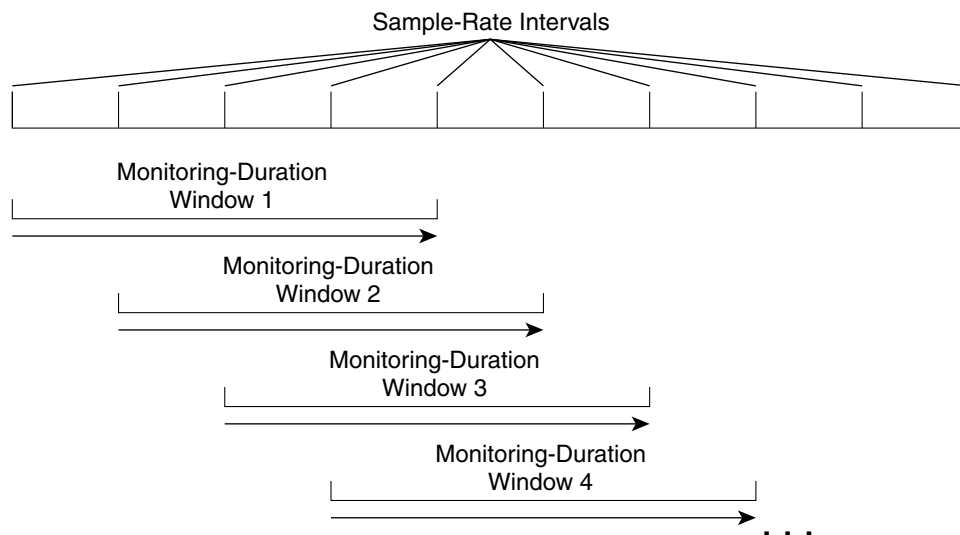 Sample-Rate Intervals
Monitoring-Duration
Window 1
Monitoring-Duration
Window 2
Monitoring-Duration
Window 3
Monitoring-Duration
Window 4
...